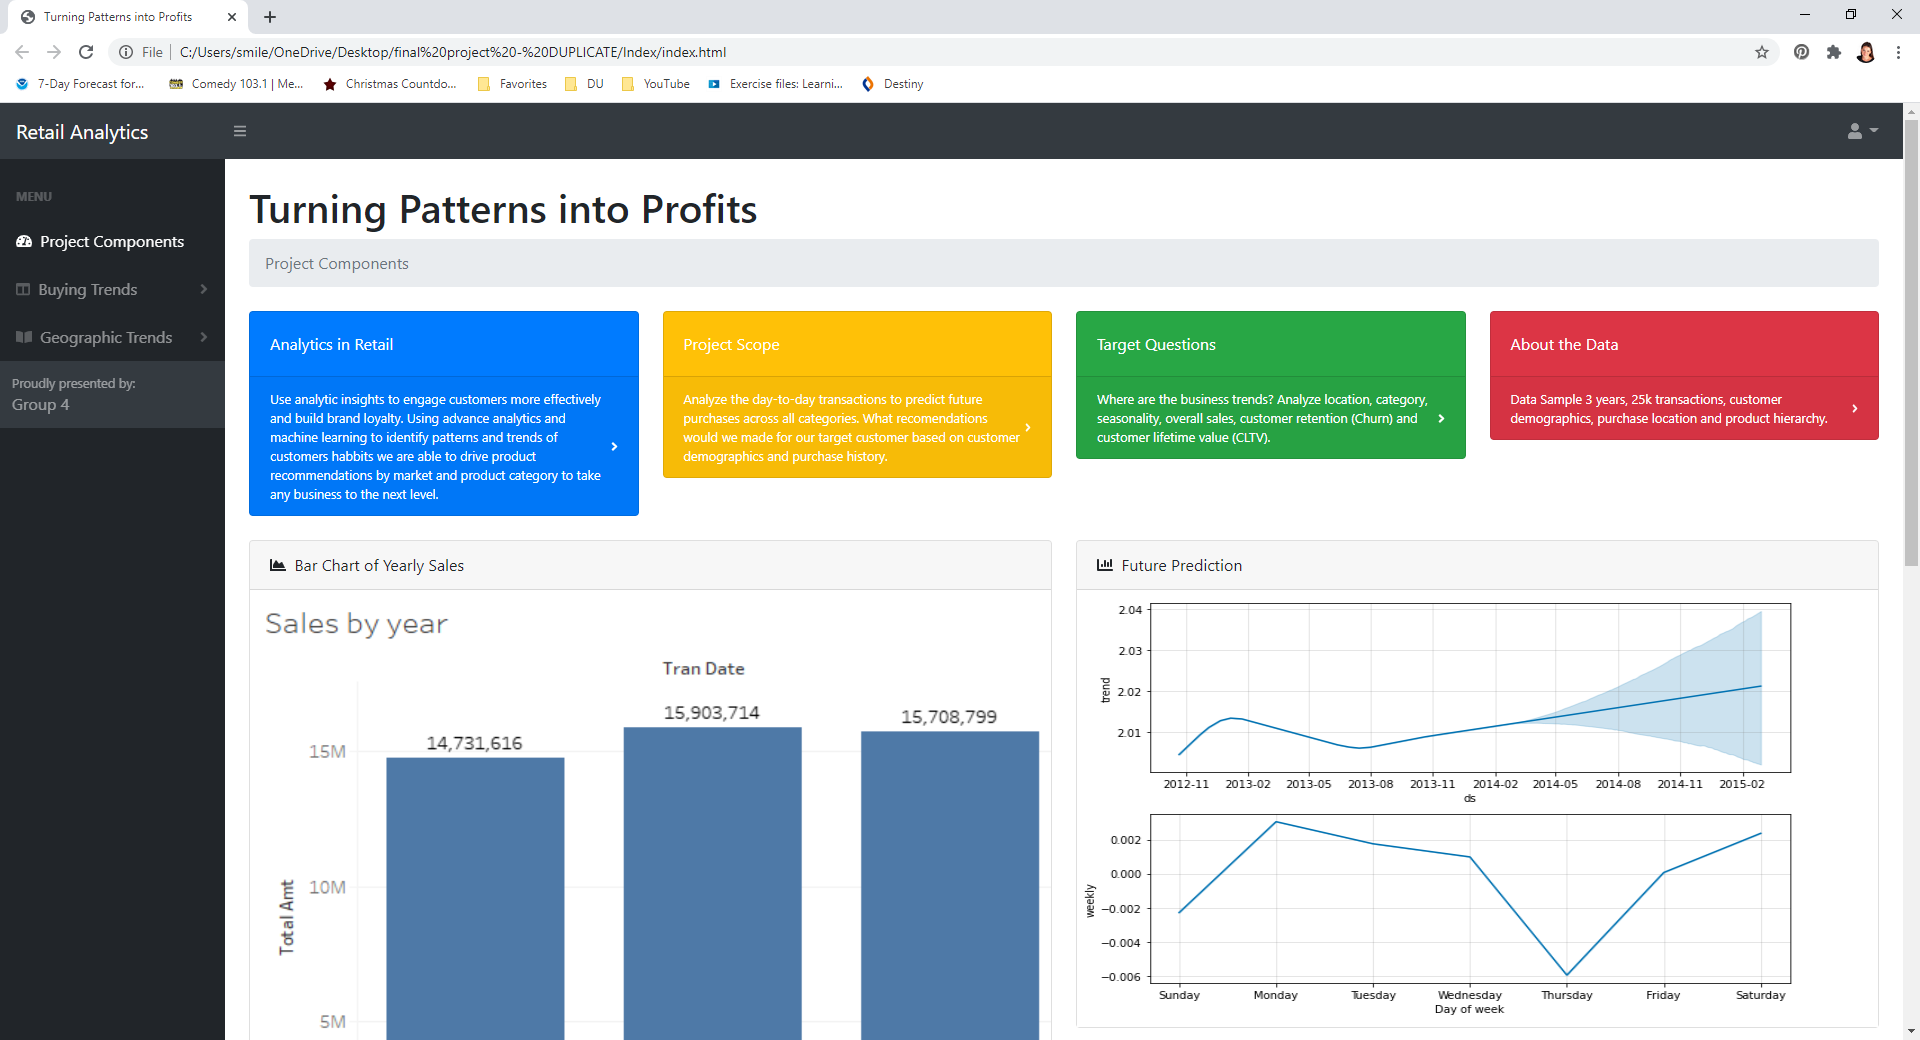 Turning Patterns into Profits
File
C:/Users/smile/OneDrive/Desktop/final%20project%20-%20DUPLICATE/Index/index.html
7-Day Forecast for...
Comedy 103.1 | Me...
Christmas Countdo...
Favorites
DU
YouTube
Exercise files: Learni...
Destiny
Retail Analytics
MENU
Project Components
Buying Trends
Geographic Trends
Proudly presented by:
Group 4
Turning Patterns into Profits
Project Components
Analytics in Retail
Use analytic insights to engage customers more effectively
and build brand loyalty. Using advance analytics and
machine learning to identify patterns and trends of
customers habbits we are able to drive product
recommendations by market and product category to take
any business to the next level.
Project Scope
Analyze the day-to-day transactions to predict future
purchases across all categories. What recomendations
would we made for our target customer based on customer
demographics and purchase history.
Target Questions
Where are the business trends? Analyze location, category,
seasonality, overall sales, customer retention (Churn) and
customer lifetime value (CLTV).
About the Data
Data Sample 3 years, 25k transactions, customer
demographics, purchase location and product hierarchy.
Bar Chart of Yearly Sales
Sales by year
Tran Date
14,731,616
15,903,714
15,708,799
15M
10M
5M
Total Amt
Future Prediction
2.04
2.03
2.02
2.01
trend
2012-11 2013-02 2013-05 2013-08 2013-11 2014-02 2014-05 2014-08 2014-11 2015-02
ds
0.002
0.000
−0.002
−0.004
−0.006
weekly
Sunday Monday Tuesday Wednesday Thursday Friday Saturday
Day of week